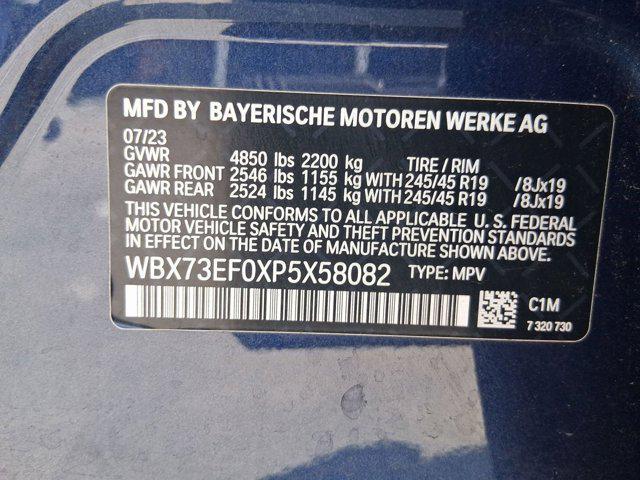 MFD BY BAYERISCHE MOTOREN WERKE AG
07/23
GVWR 4850 lbs 2200 kg TIRE / RIM
GAWR FRONT 2546 lbs 1155 kg WITH 245/45 R19 /8Jx19
GAWR REAR 2524 lbs 1145 kg WITH 245/45 R19 /8Jx19
THIS VEHICLE CONFORMS TO ALL APPLICABLE U.S. FEDERAL
MOTOR VEHICLE SAFETY AND THEFT PREVENTION
STANDARDS IN EFFECT ON THE DATE OF MANUFACTURE SHOWN ABOVE.
WBX73EF0XP5X58082 TYPE: MPV
C1M
7 320 730